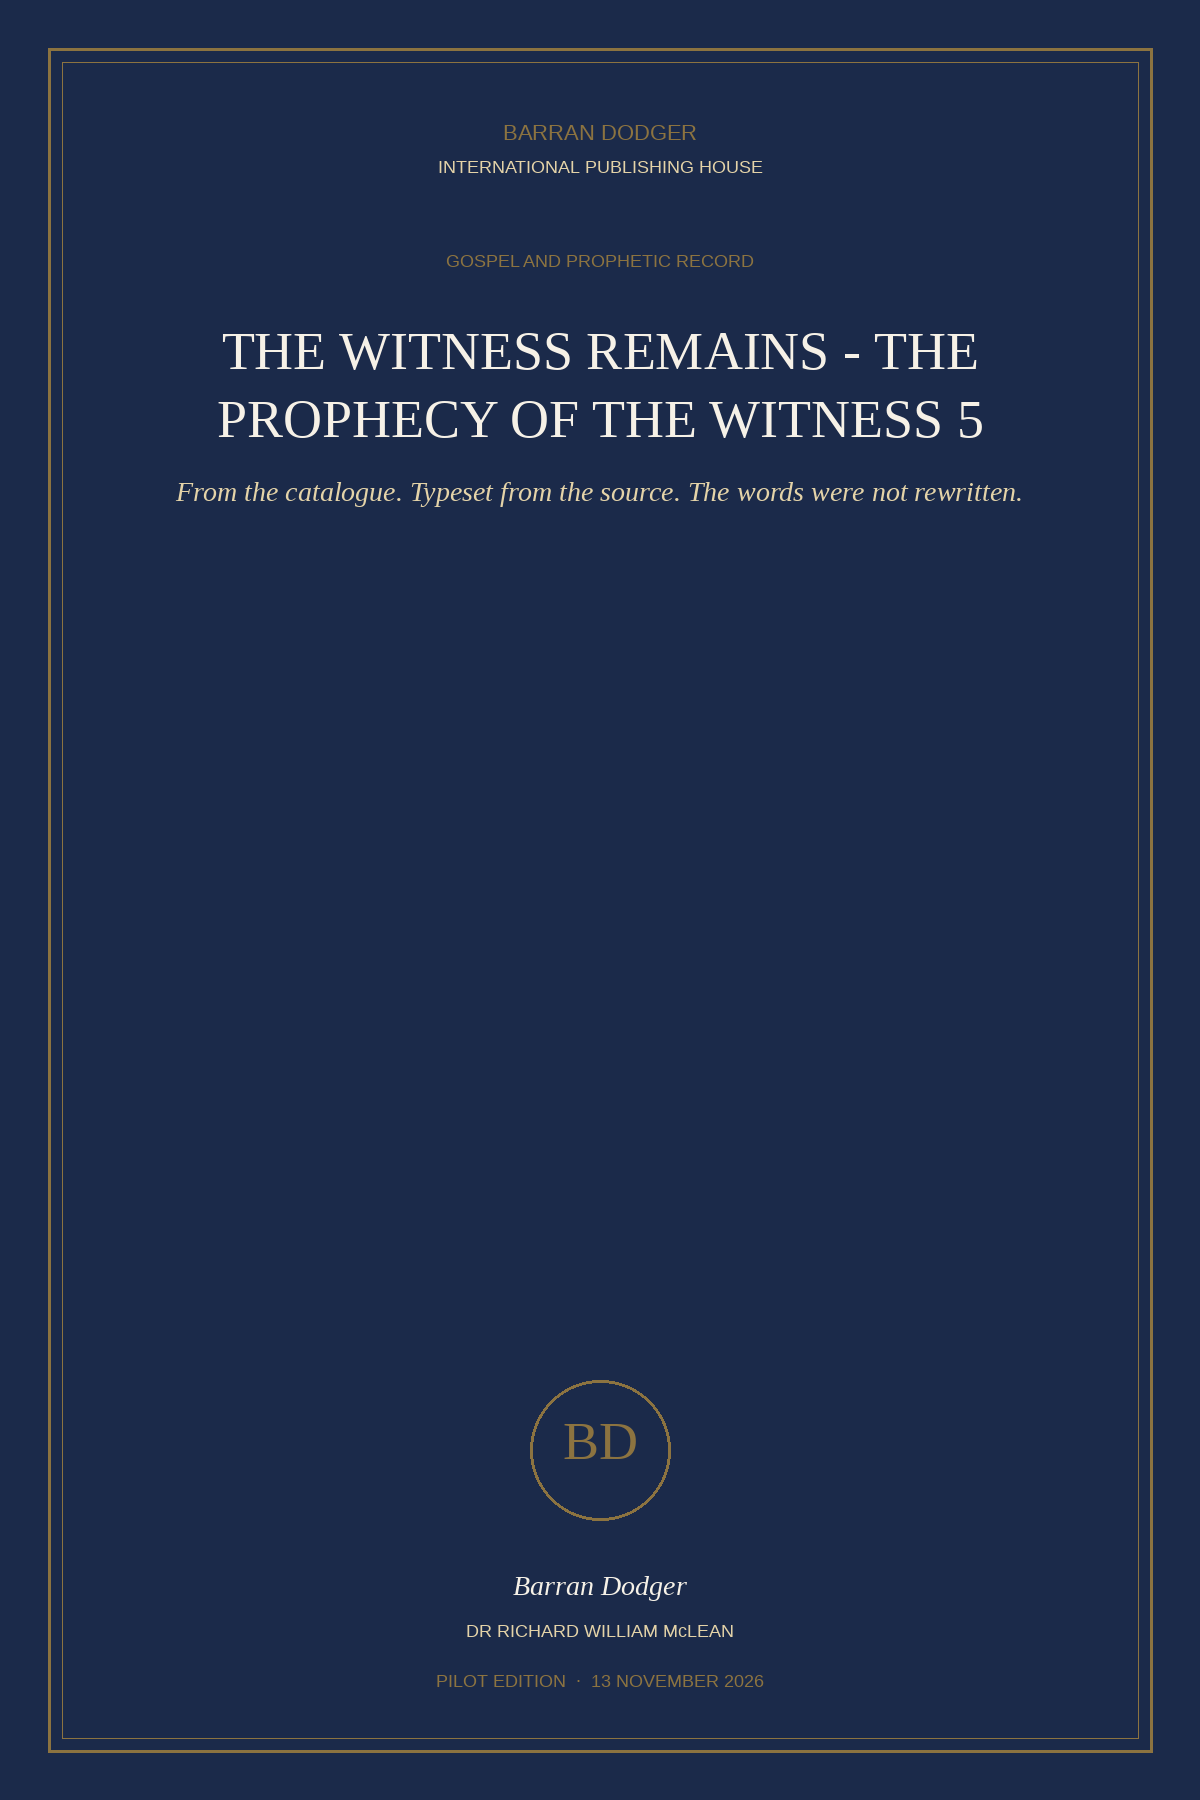 BARRAN DODGER
INTERNATIONAL PUBLISHING HOUSE
GOSPEL AND PROPHETIC RECORD
THE WITNESS REMAINS - THE
PROPHECY OF THE WITNESS 5
From the catalogue. Typeset from the source. The words were not rewritten.
BD
Barran Dodger
DR RICHARD WILLIAM McLEAN
PILOT EDITION · 13 NOVEMBER 2026